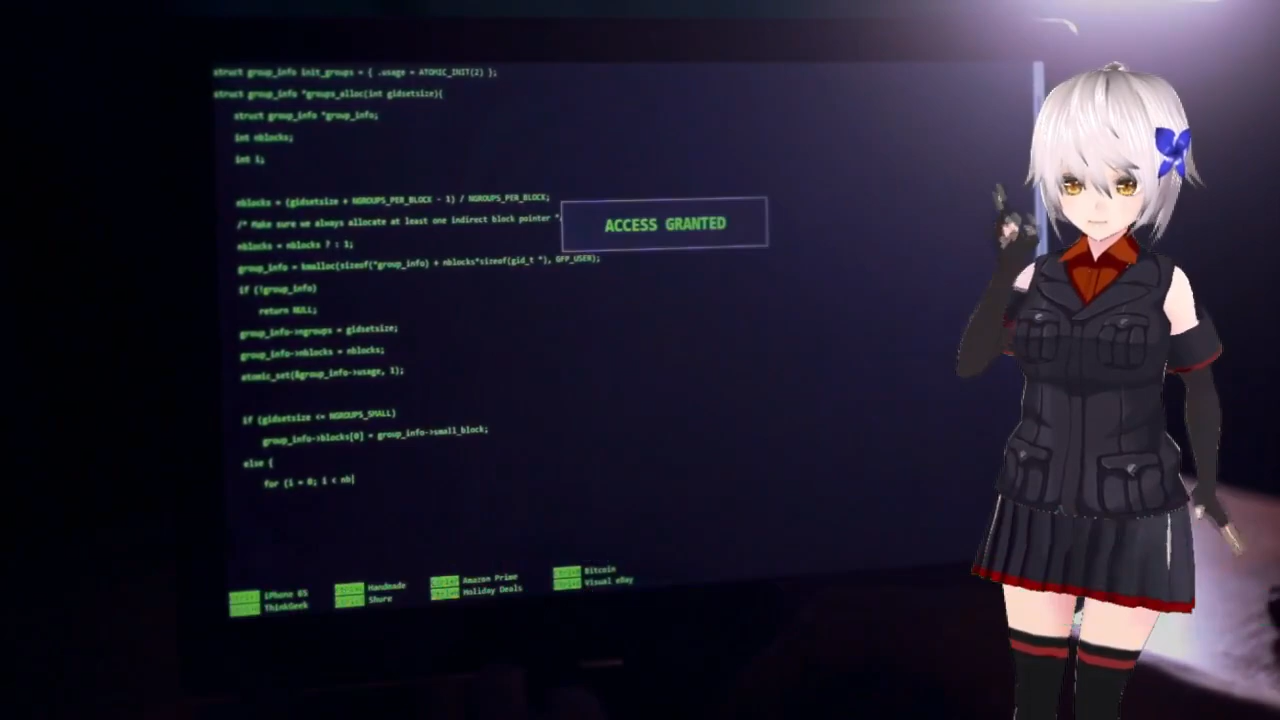 struct group_info init_groups = { .usage = ATOMIC_INIT(2) };
struct group_info *groups_alloc(int gidsetsize){
struct group_info *group_info;
int nblocks;
int i;
nblocks = (gidsetsize + NGROUPS_PER_BLOCK - 1) / NGROUPS_PER_BLOCK;
/* Make sure we always allocate at least one indirect block pointer *
ACCESS GRANTED
nblocks = nblocks ? : 1;
group_info = kmalloc(sizeof(*group_info) + nblocks*sizeof(gid_t *), GFP_USER);
if (!group_info)
return NULL;
group_info->ngroups = gidsetsize;
group_info->nblocks = nblocks;
atomic_set(&group_info->usage, 1);
if (gidsetsize <= NGROUPS_SMALL)
group_info->blocks[0] = group_info->small_block;
else {
for (i = 0; i < nb|
iPhone 6S Handmade Amazon Prime Bitcoin
ThinkGeek Shure Holiday Deals Visual eBay